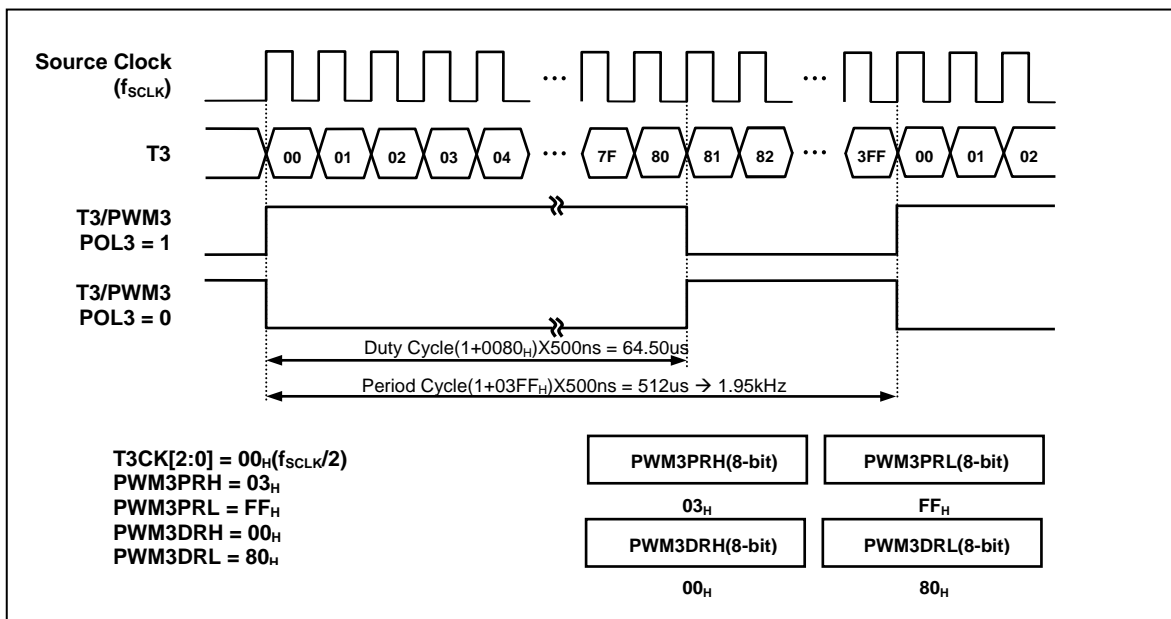 Source Clock
(fSCLK)
T3
00 01 02 03 04 ... 7F 80 81 82 ... 3FF 00 01 02
T3/PWM3
POL3 = 1
T3/PWM3
POL3 = 0
Duty Cycle(1+0080H)X500ns = 64.50us
Period Cycle(1+03FFH)X500ns = 512us → 1.95kHz
T3CK[2:0] = 00H(fSCLK/2)
PWM3PRH = 03H
PWM3PRL = FFH
PWM3DRH = 00H
PWM3DRL = 80H
PWM3PRH(8-bit) PWM3PRL(8-bit)
03H FFH
PWM3DRH(8-bit) PWM3DRL(8-bit)
00H 80H